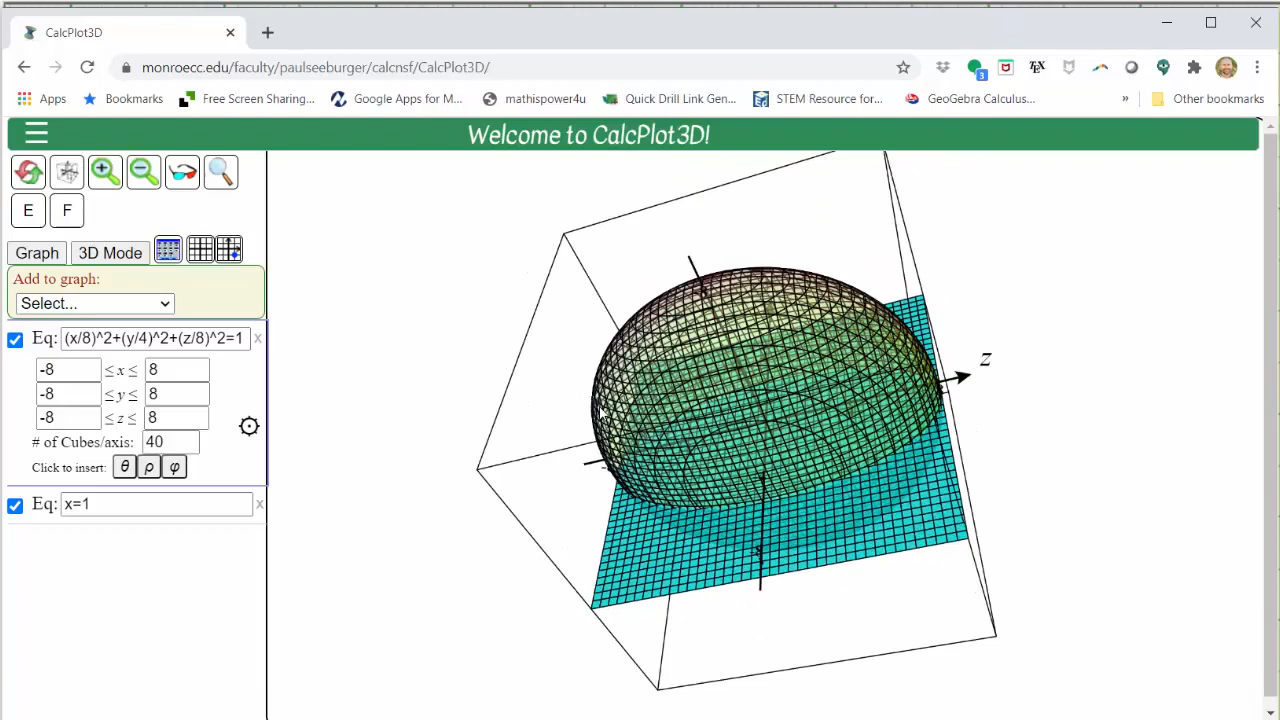 CalcPlot3D
monroecc.edu/faculty/paulseeburger/calcnsf/CalcPlot3D/
3
TEX
Apps
Bookmarks
Free Screen Sharing...
Google Apps for M...
mathispower4u
Quick Drill Link Gen...
STEM Resource for...
GeoGebra Calculus...
»
Other bookmarks
Welcome to CalcPlot3D!
E F
Graph 3D Mode
Add to graph:
Select...
Eq: (x/8)^2+(y/4)^2+(z/8)^2=1 x
-8 ≤ x ≤ 8
-8 ≤ y ≤ 8
-8 ≤ z ≤ 8
# of Cubes/axis: 40
Click to insert: θ ρ φ
Eq: x=1 x
z